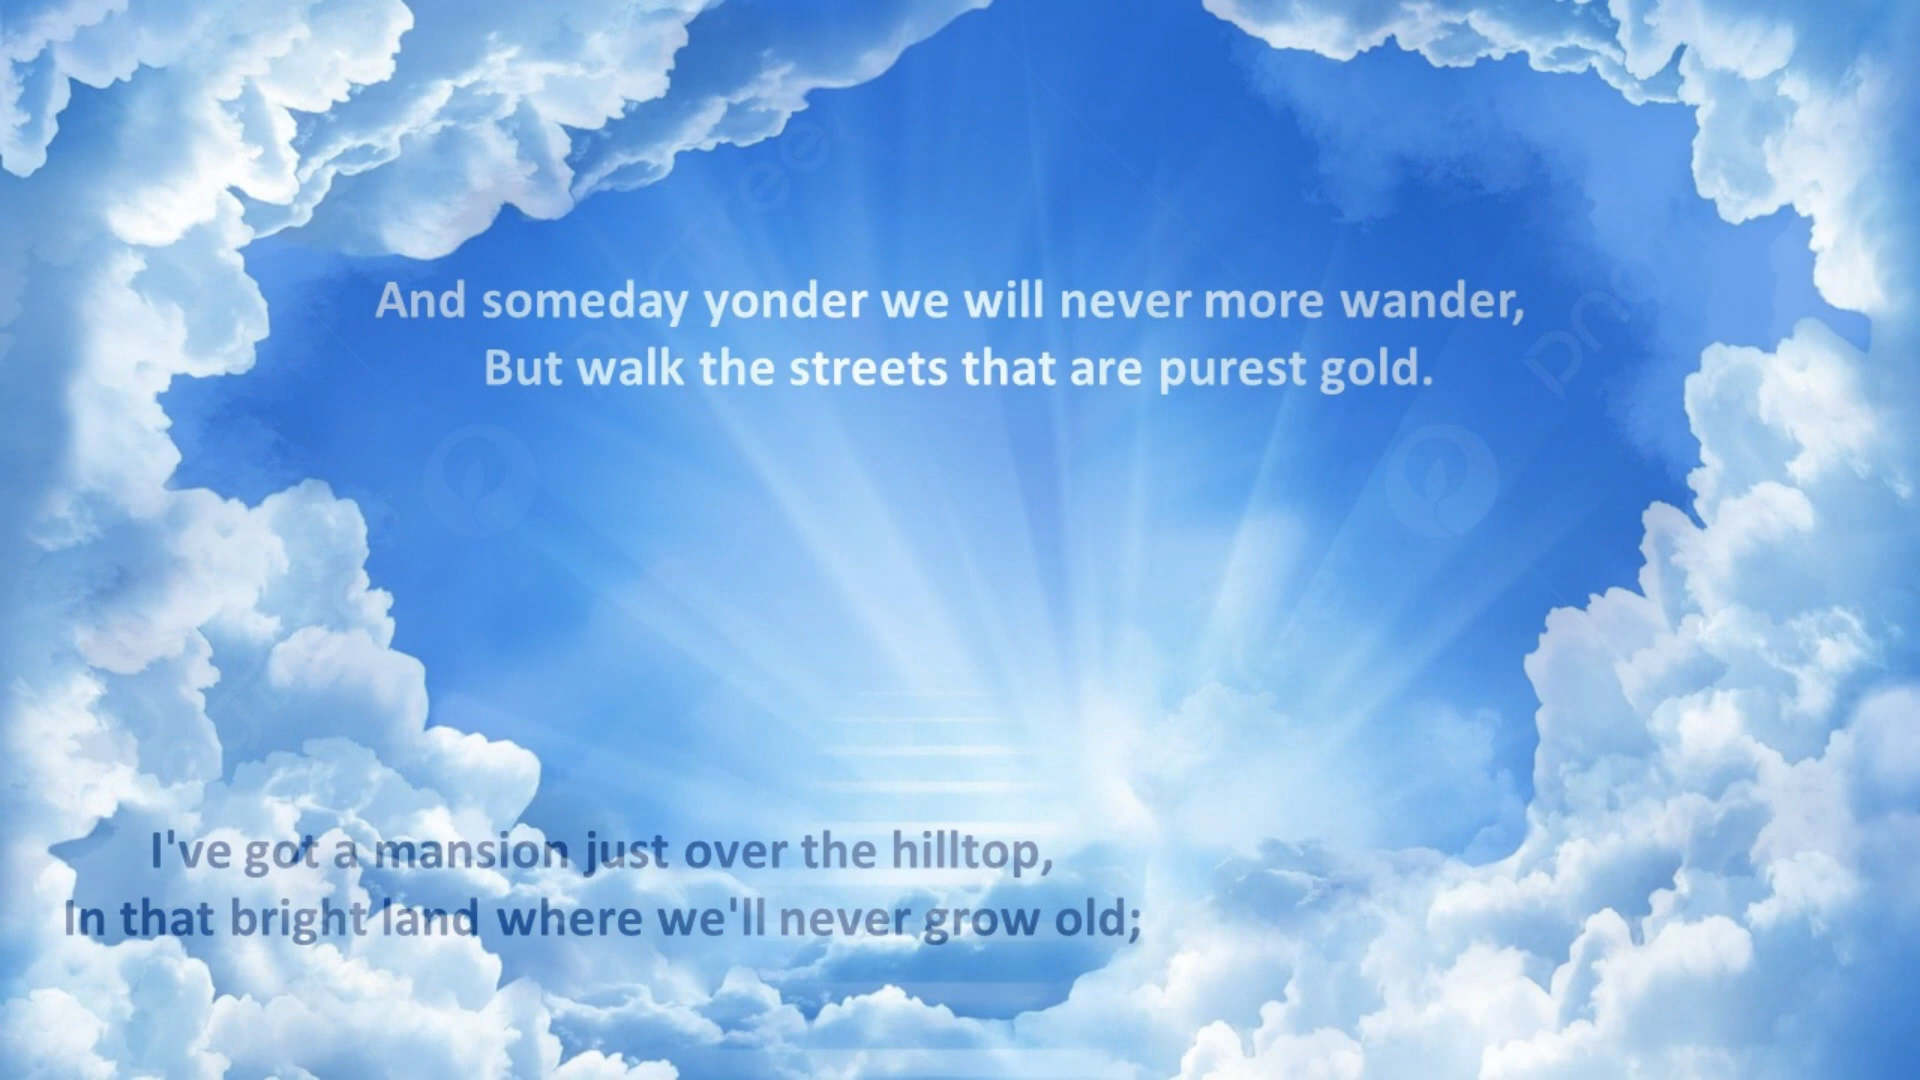 And someday yonder we will never more wander,
But walk the streets that are purest gold.
I've got a mansion just over the hilltop,
In that bright land where we'll never grow old;